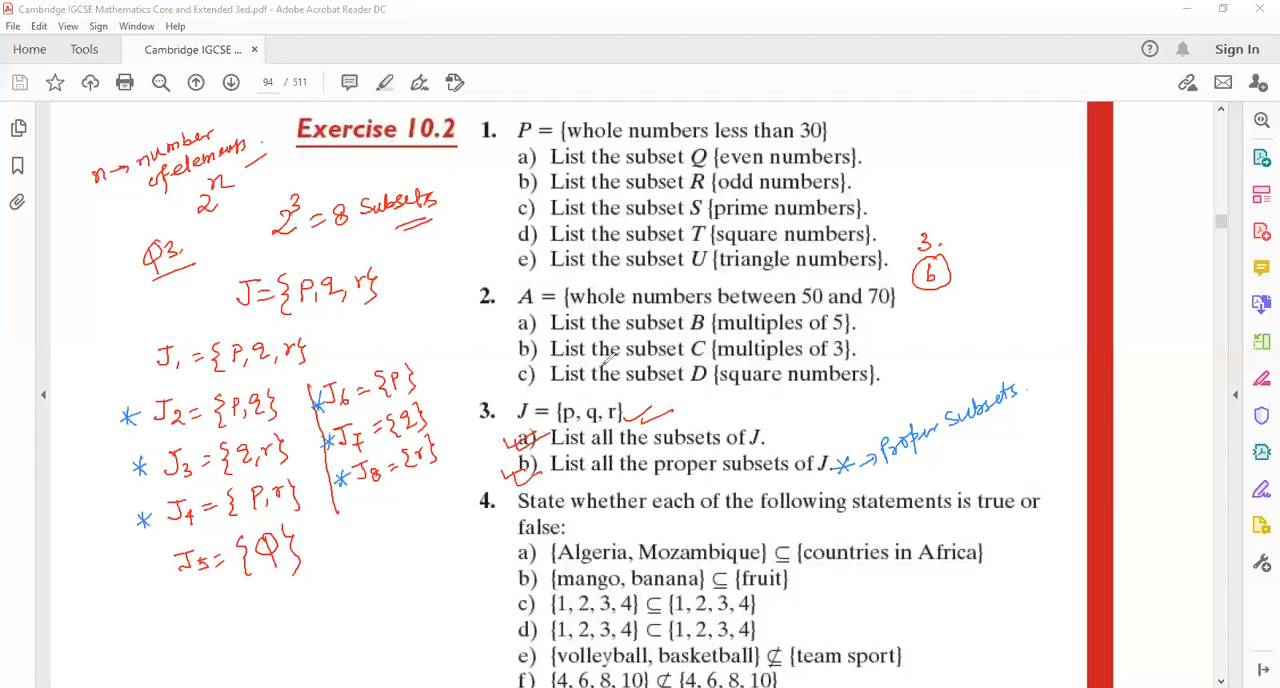 Cambridge IGCSE Mathematics Core and Extended 3ed.pdf - Adobe Acrobat Reader DC
File Edit View Sign Window Help
Home Tools Cambridge IGCSE ... × Sign In
94 / 511
n → number
of elements
2ⁿ
2³ = 8 Subsets
Q3.
J = {P, q, r}
J₁ = {P, q, r}
* J₂ = {P, q}
* J₃ = {q, r}
* J₄ = {P, r}
J₅ = {Φ}
* J₆ = {P}
* J₇ = {q}
* J₈ = {r}
Exercise 10.2
1. P = {whole numbers less than 30}
a) List the subset Q {even numbers}.
b) List the subset R {odd numbers}.
c) List the subset S {prime numbers}.
d) List the subset T {square numbers}.
e) List the subset U {triangle numbers}.
3.
b
2. A = {whole numbers between 50 and 70}
a) List the subset B {multiples of 5}.
b) List the subset C {multiples of 3}.
c) List the subset D {square numbers}.
3. J = {p, q, r}
a) List all the subsets of J.
b) List all the proper subsets of J.
* → Proper Subsets.
4. State whether each of the following statements is true or
false:
a) {Algeria, Mozambique} ⊆ {countries in Africa}
b) {mango, banana} ⊆ {fruit}
c) {1, 2, 3, 4} ⊆ {1, 2, 3, 4}
d) {1, 2, 3, 4} ⊂ {1, 2, 3, 4}
e) {volleyball, basketball} ⊄ {team sport}
f) {4, 6, 8, 10} ⊄ {4, 6, 8, 10}